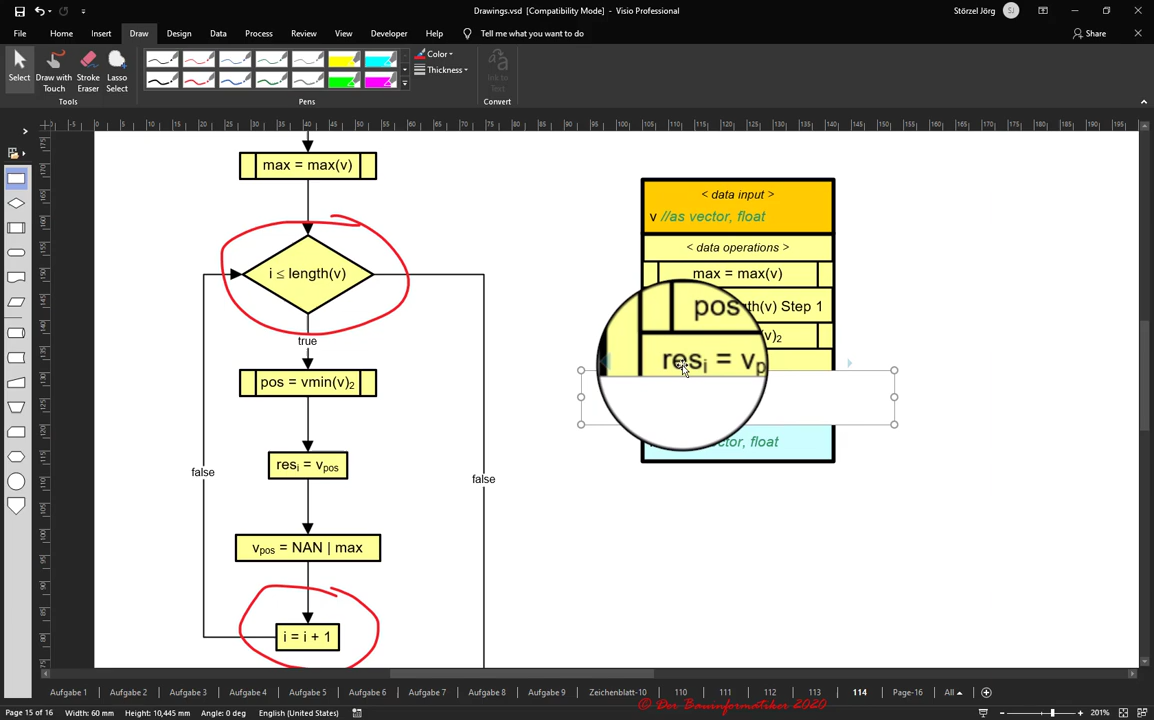 Drawings.vsd [Compatibility Mode] - Visio Professional
Störzel Jörg SJ
File Home Insert Draw Design Data Process Review View Developer Help Tell me what you want to do
Share
Select
Draw with Touch
Stroke Eraser
Lasso Select
Color
Thickness
Ink to Text
Tools
Pens
Convert
max = max(v)
i ≤ length(v)
true
pos = vmin(v)2
false
resi = vpos
false
vpos = NAN | max
i = i + 1
< data input >
v //as vector, float
< data operations >
max = max(v)
th(v) Step 1
pos
(v)2
resi = vp
ctor, float
Aufgabe 1 Aufgabe 2 Aufgabe 3 Aufgabe 4 Aufgabe 5 Aufgabe 6 Aufgabe 7 Aufgabe 8 Aufgabe 9 Zeichenblatt-10 110 111 112 113 114 Page-16 All
© Der Bauinformatiker 2020
Page 15 of 16 Width: 60 mm Height: 10,445 mm Angle: 0 deg English (United States)
201%